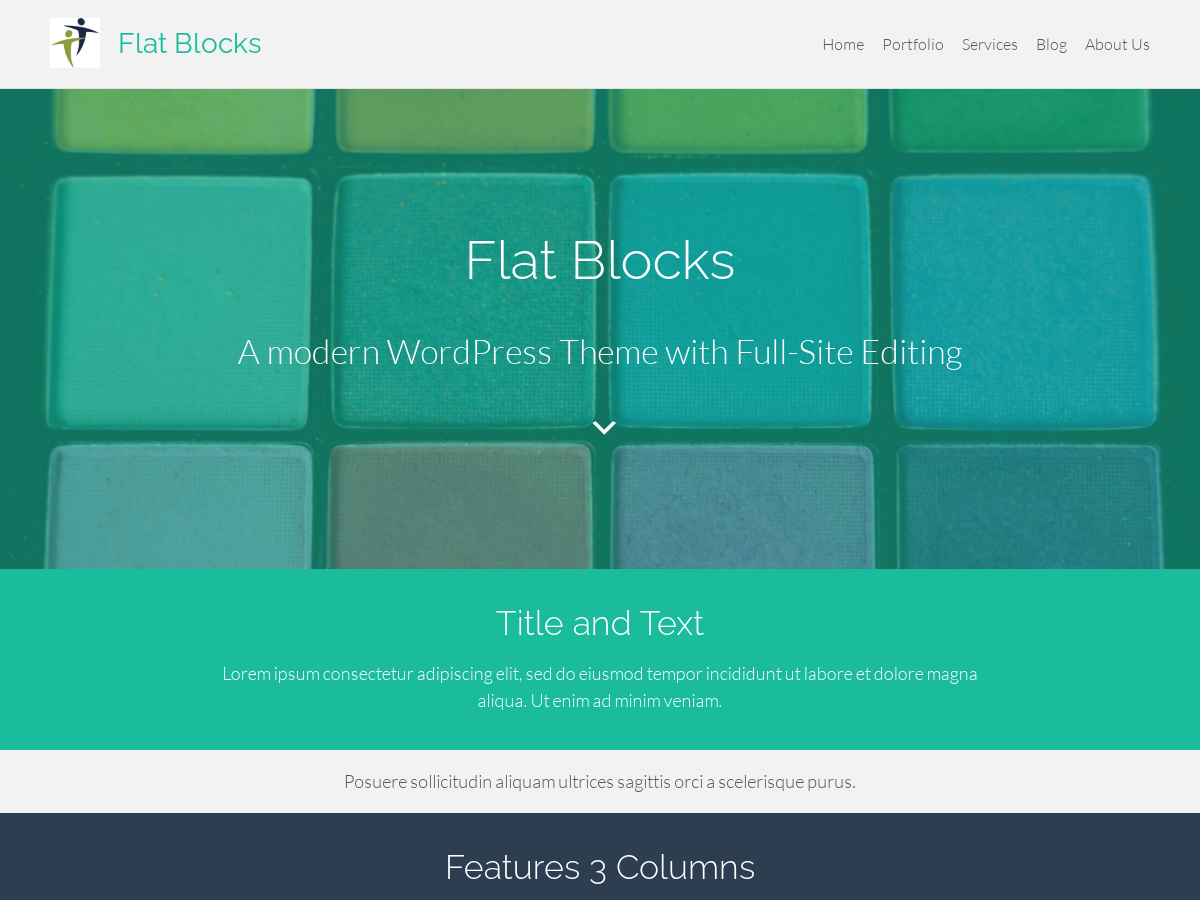 Flat Blocks
Home Portfolio Services Blog About Us
Flat Blocks
A modern WordPress Theme with Full-Site Editing
Title and Text
Lorem ipsum consectetur adipiscing elit, sed do eiusmod tempor incididunt ut labore et dolore magna
aliqua. Ut enim ad minim veniam.
Posuere sollicitudin aliquam ultrices sagittis orci a scelerisque purus.
Features 3 Columns